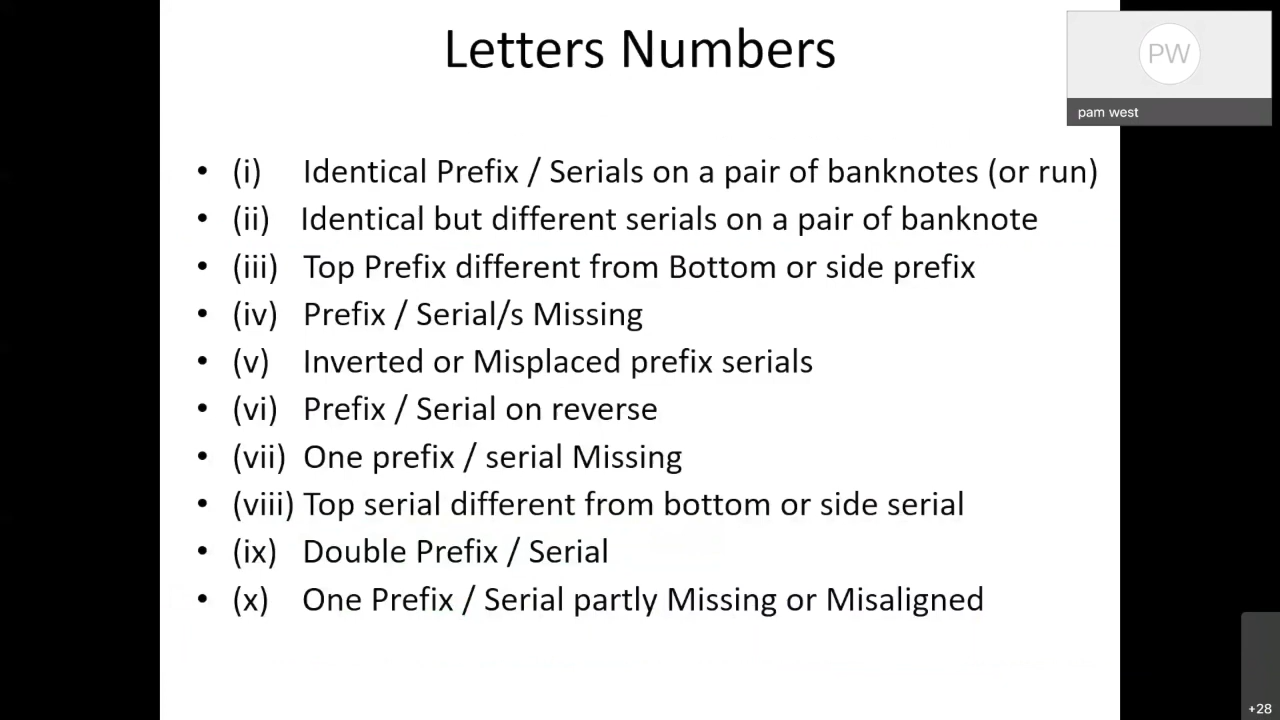 Letters Numbers
PW
pam west
• (i) Identical Prefix / Serials on a pair of banknotes (or run)
• (ii) Identical but different serials on a pair of banknote
• (iii) Top Prefix different from Bottom or side prefix
• (iv) Prefix / Serial/s Missing
• (v) Inverted or Misplaced prefix serials
• (vi) Prefix / Serial on reverse
• (vii) One prefix / serial Missing
• (viii) Top serial different from bottom or side serial
• (ix) Double Prefix / Serial
• (x) One Prefix / Serial partly Missing or Misaligned
+28